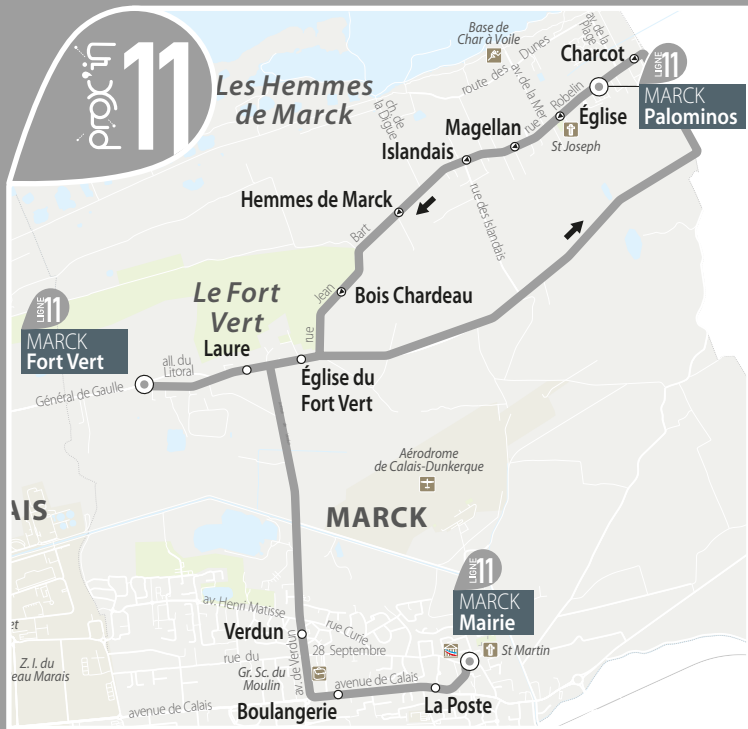 prox'in
11
Les Hemmes
de Marck
Base de
Char à Voile
route des Dunes
av. de la
plage
av. de la Mer
ch. de
la Digue
Charcot
LIGNE
11
MARCK
Palominos
Église
St Joseph
rue Robelin
Magellan
Islandais
rue des Islandais
Hemmes de Marck
Bois Chardeau
rue Jean Bart
Le Fort
Vert
LIGNE
11
MARCK
Fort Vert
all. du
Litoral
Général de Gaulle
Laure
Église du
Fort Vert
Aérodrome
de Calais-Dunkerque
AIS
MARCK
LIGNE
11
MARCK
Mairie
St Martin
av. Henri Matisse
Verdun
rue Curie
rue du
28 Septembre
Gr. Sc. du
Moulin
av. de Verdun
et
Z. I. du
eau Marais
avenue de Calais
avenue de Calais
Boulangerie
La Poste